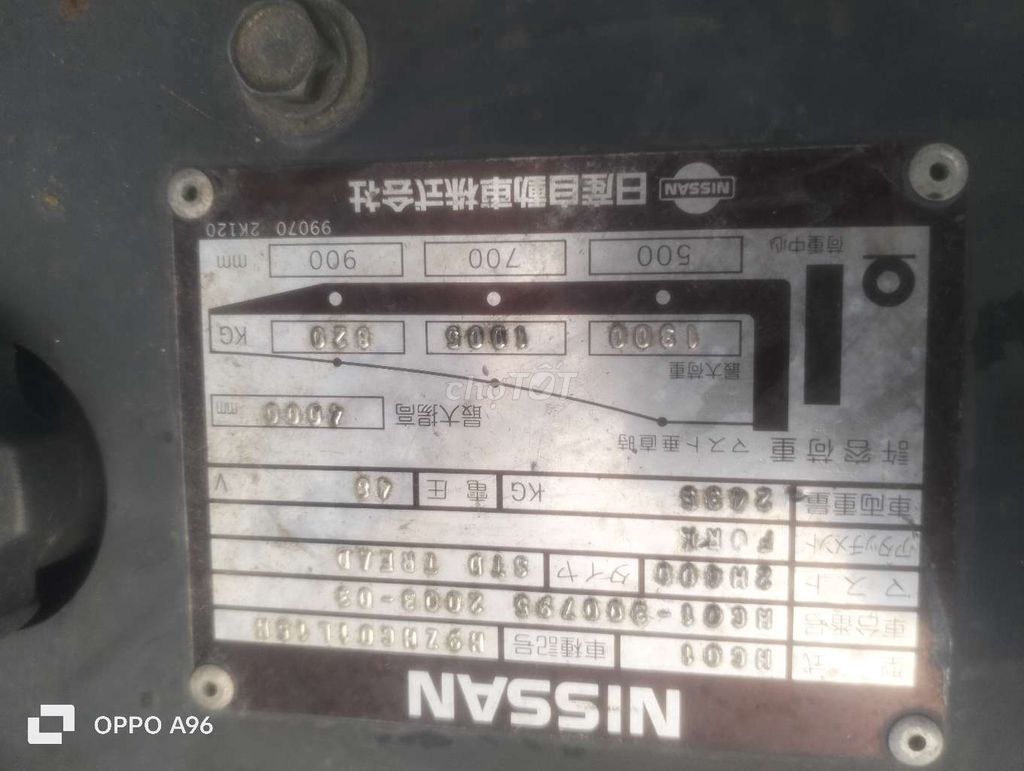 NISSAN
型式 NG01 車種記号
車台番号 2003-03
マスト 2W400 タイヤ STD TREAD
アタッチメント FORK
車両重量 KG 電圧 48 V
許容荷重 マスト垂直時
最大揚高 4000 mm
最大荷重 1300 1005 820 KG
荷重中心 500 700 900 mm
99070 2K120
NISSAN 日産自動車株式会社
chợTỐT
OPPO A96